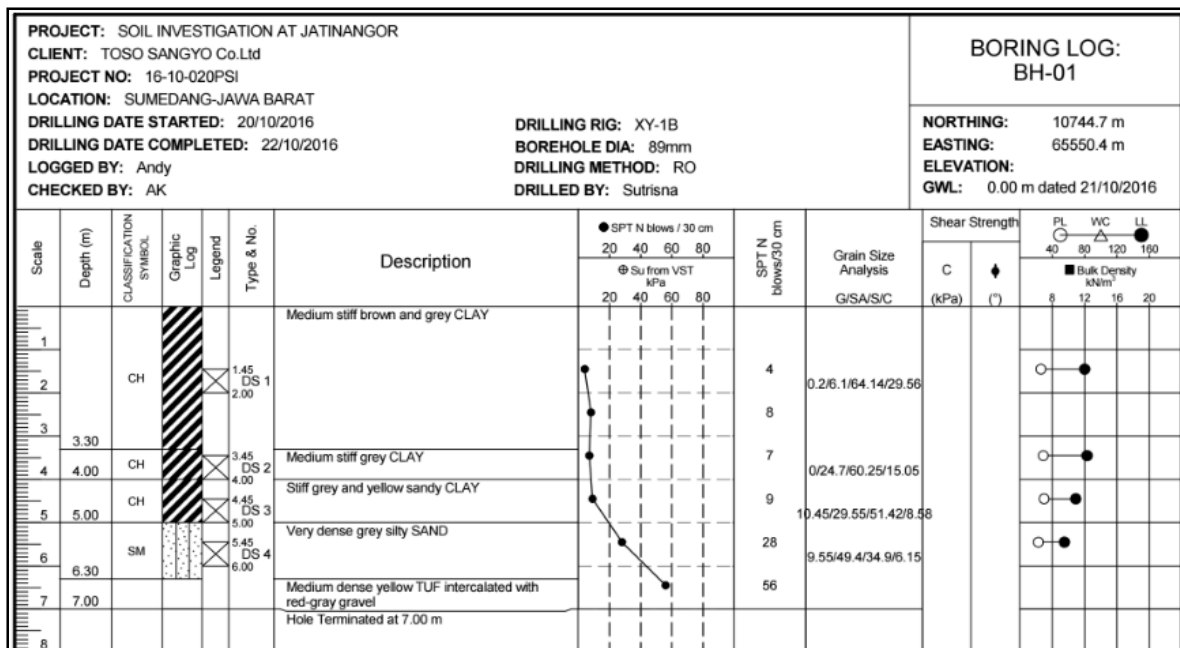 PROJECT: SOIL INVESTIGATION AT JATINANGOR
CLIENT: TOSO SANGYO Co.Ltd
PROJECT NO: 16-10-020PSI
LOCATION: SUMEDANG-JAWA BARAT
DRILLING DATE STARTED: 20/10/2016
DRILLING DATE COMPLETED: 22/10/2016
LOGGED BY: Andy
CHECKED BY: AK
DRILLING RIG: XY-1B
BOREHOLE DIA: 89mm
DRILLING METHOD: RO
DRILLED BY: Sutrisna
BORING LOG:
BH-01
NORTHING: 10744.7 m
EASTING: 65550.4 m
ELEVATION:
GWL: 0.00 m dated 21/10/2016
Scale
Depth (m)
CLASSIFICATION
SYMBOL
Graphic
Log
Legend
Type & No.
Description
SPT N blows / 30 cm
20 40 60 80
Su from VST
kPa
20 40 60 80
SPT N
blows/30 cm
Grain Size
Analysis
G/SA/S/C
Shear Strength
C
(kPa) (°)
PL WC LL
40 80 120 160
Bulk Density
kN/m³
8 12 16 20
Medium stiff brown and grey CLAY
1
CH
1.45
DS 1
2.00
4
0.2/6.1/64.14/29.56
2
8
3
3.30
Medium stiff grey CLAY
CH
3.45
DS 2
4.00
7
0/24.7/60.25/15.05
4
4.00
Stiff grey and yellow sandy CLAY
CH
4.45
DS 3
5.00
9
10.45/29.55/51.42/8.58
5
5.00
Very dense grey silty SAND
SM
5.45
DS 4
6.00
28
9.55/49.4/34.9/6.15
6
6.30
Medium dense yellow TUF intercalated with
red-gray gravel
56
7
7.00
Hole Terminated at 7.00 m
8